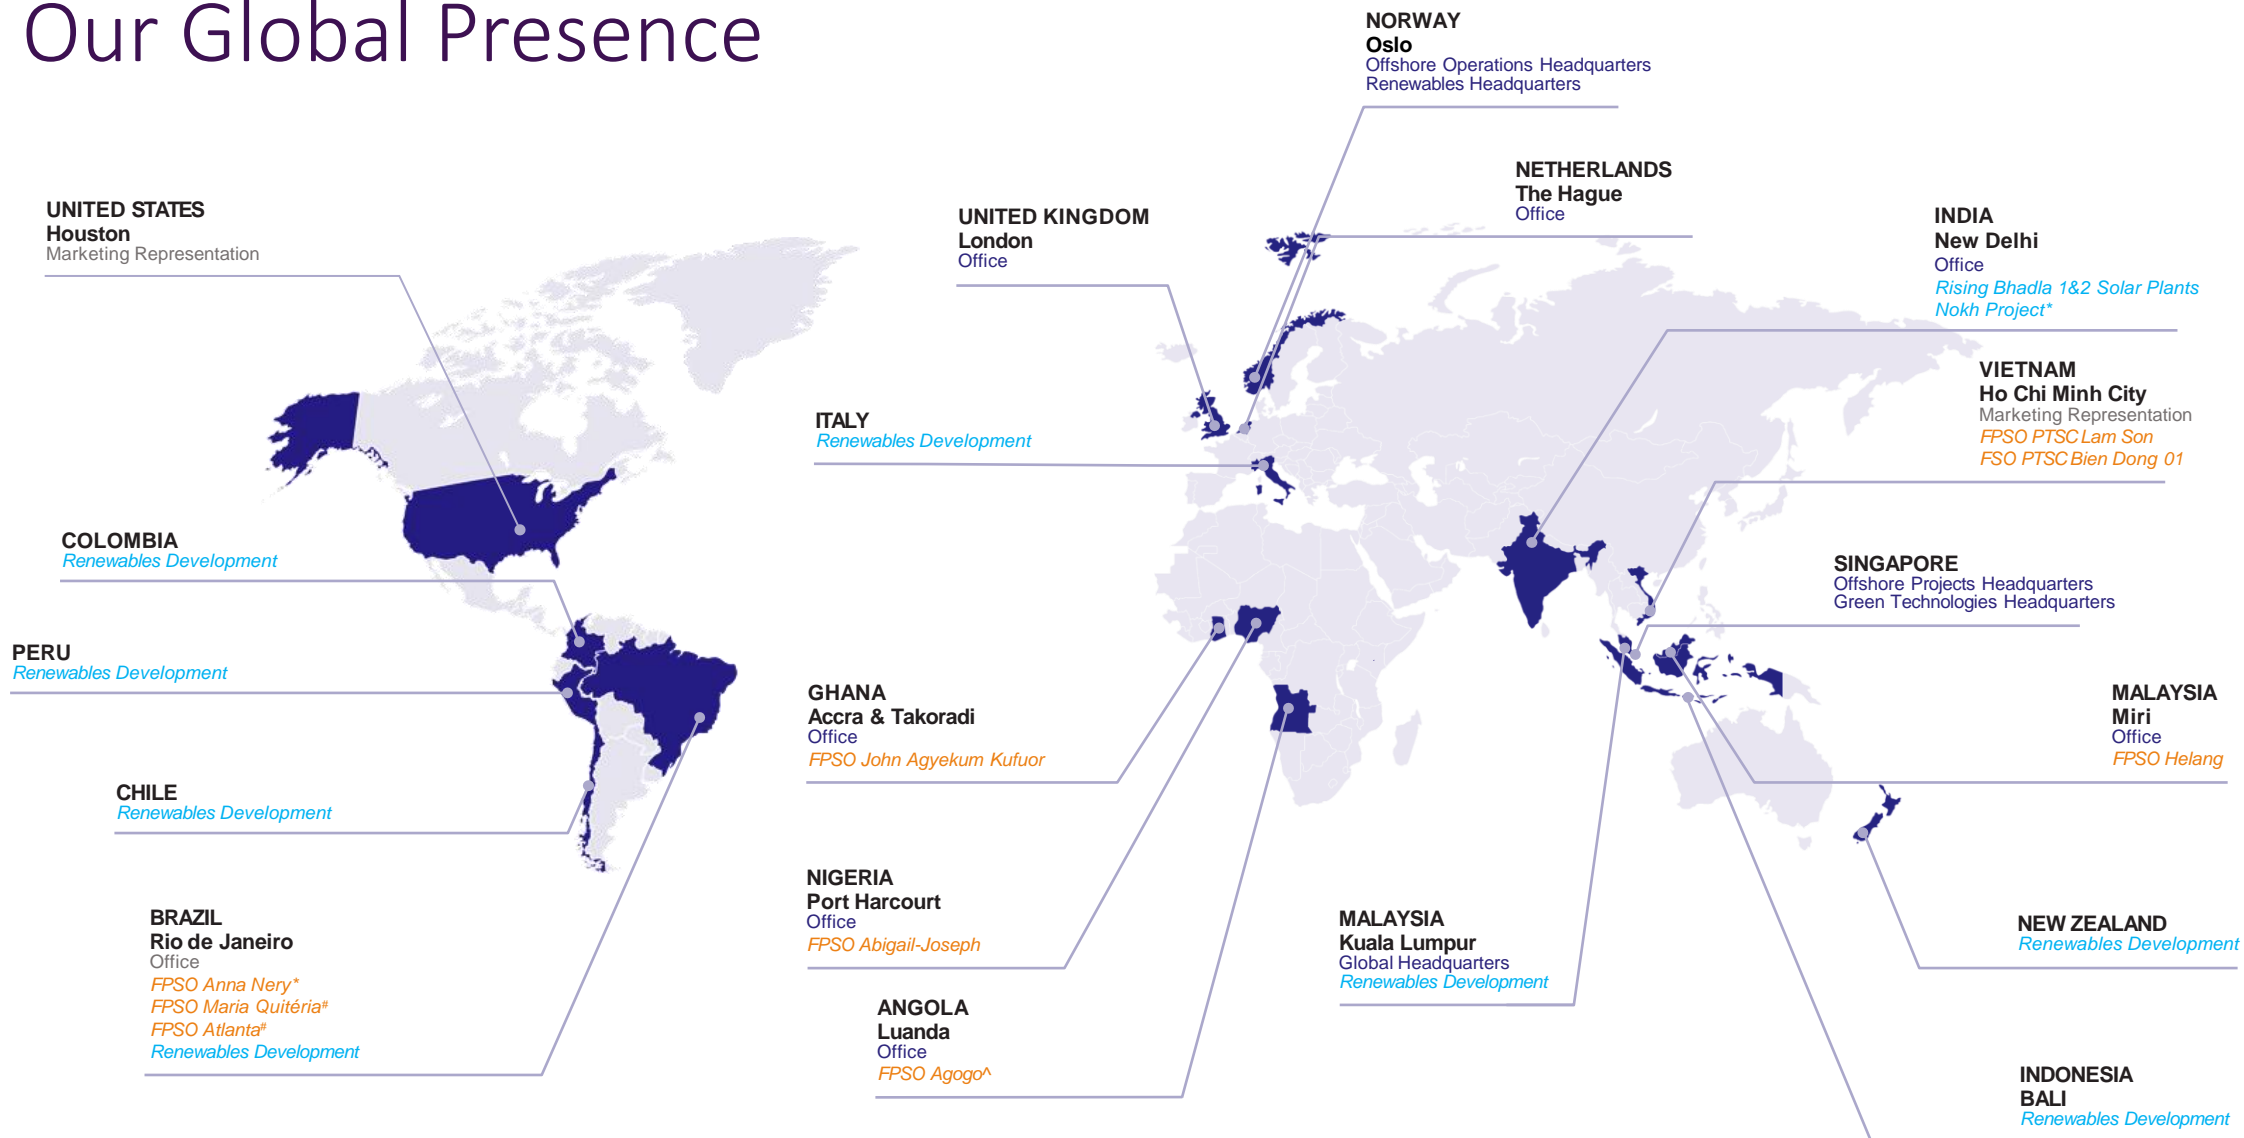 Our Global Presence
NORWAY
Oslo
Offshore Operations Headquarters
Renewables Headquarters
NETHERLANDS
The Hague
Office
UNITED STATES
Houston
Marketing Representation
UNITED KINGDOM
London
Office
INDIA
New Delhi
Office
Rising Bhadla 1&2 Solar Plants
Nokh Project*
VIETNAM
Ho Chi Minh City
Marketing Representation
FPSO PTSC Lam Son
FSO PTSC Bien Dong 01
ITALY
Renewables Development
COLOMBIA
Renewables Development
SINGAPORE
Offshore Projects Headquarters
Green Technologies Headquarters
PERU
Renewables Development
GHANA
Accra & Takoradi
Office
FPSO John Agyekum Kufuor
MALAYSIA
Miri
Office
FPSO Helang
CHILE
Renewables Development
NIGERIA
Port Harcourt
Office
FPSO Abigail-Joseph
BRAZIL
Rio de Janeiro
Office
FPSO Anna Nery*
FPSO Maria Quitéria#
FPSO Atlanta#
Renewables Development
MALAYSIA
Kuala Lumpur
Global Headquarters
Renewables Development
NEW ZEALAND
Renewables Development
ANGOLA
Luanda
Office
FPSO Agogo^
INDONESIA
BALI
Renewables Development